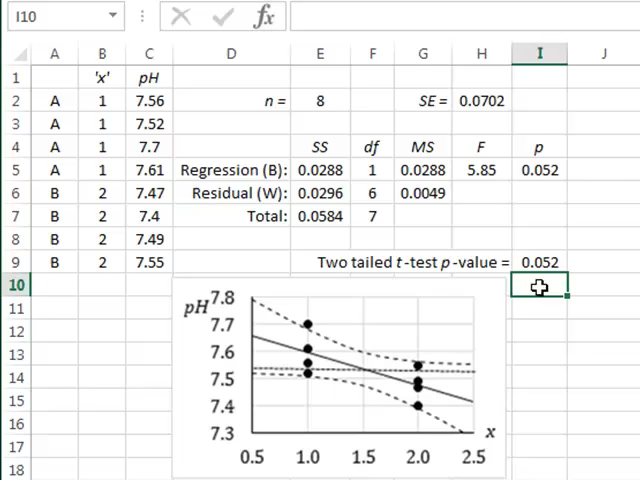 I10 fx
A B C D E F G H I J
1 'x' pH
2 A 1 7.56 n = 8 SE = 0.0702
3 A 1 7.52
4 A 1 7.7 SS df MS F p
5 A 1 7.61 Regression (B): 0.0288 1 0.0288 5.85 0.052
6 B 2 7.47 Residual (W): 0.0296 6 0.0049
7 B 2 7.4 Total: 0.0584 7
8 B 2 7.49
9 B 2 7.55 Two tailed t-test p-value = 0.052
10
11
12
13
14
15
16
17
18
pH 7.8
7.7
7.6
7.5
7.4
7.3
x
0.5 1.0 1.5 2.0 2.5